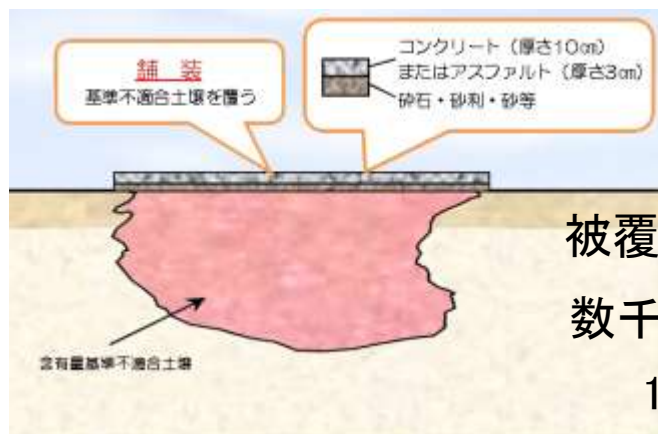 舗 装
基準不適合土壌を覆う
コンクリート（厚さ10㎝）
またはアスファルト（厚さ3㎝）
砕石・砂利・砂等
含有量基準不適合土壌
被覆
数千
1